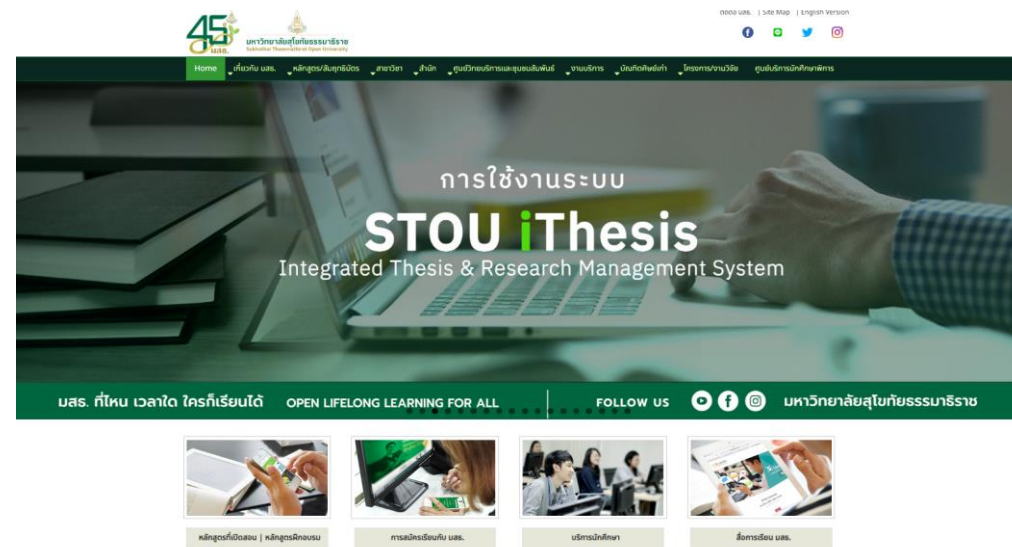 ติดต่อ มสธ. | Site Map | English Version
45
มสธ.
มหาวิทยาลัยสุโขทัยธรรมาธิราช
Sukhothai Thammathirat Open University
Home เกี่ยวกับ มสธ. หลักสูตร/สัมฤทธิบัตร สาขาวิชา สำนัก ศูนย์วิทยบริการและชุมชนสัมพันธ์ งานบริการ บัณฑิตศิษย์เก่า โครงการ/งานวิจัย ศูนย์บริการนักศึกษาพิการ
การใช้งานระบบ
STOU iThesis
Integrated Thesis & Research Management System
มสธ. ที่ไหน เวลาใด ใครก็เรียนได้ OPEN LIFELONG LEARNING FOR ALL FOLLOW US มหาวิทยาลัยสุโขทัยธรรมาธิราช
หลักสูตรที่เปิดสอน | หลักสูตรฝึกอบรม การสมัครเรียนกับ มสธ. บริการนักศึกษา สื่อการเรียน มสธ.